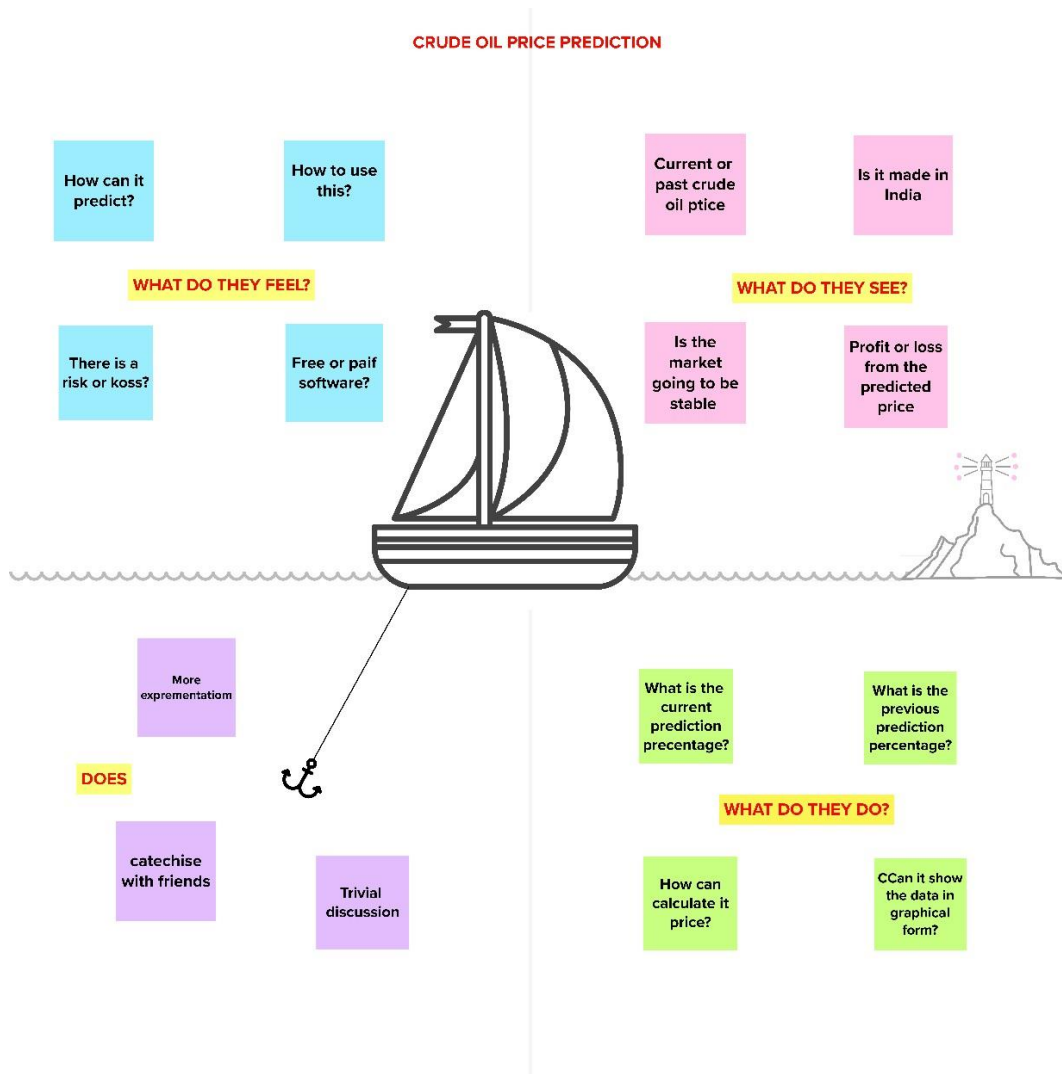 CRUDE OIL PRICE PREDICTION
How can it
predict?
How to use
this?
WHAT DO THEY FEEL?
There is a
risk or koss?
Free or paif
software?
Current or
past crude
oil ptice
Is it made in
India
WHAT DO THEY SEE?
Is the
market
going to be
stable
Profit or loss
from the
predicted
price
More
exprementatiom
DOES
catechise
with friends
Trivial
discussion
What is the
current
prediction
precentage?
What is the
previous
prediction
percentage?
WHAT DO THEY DO?
How can
calculate it
price?
CCan it show
the data in
graphical
form?